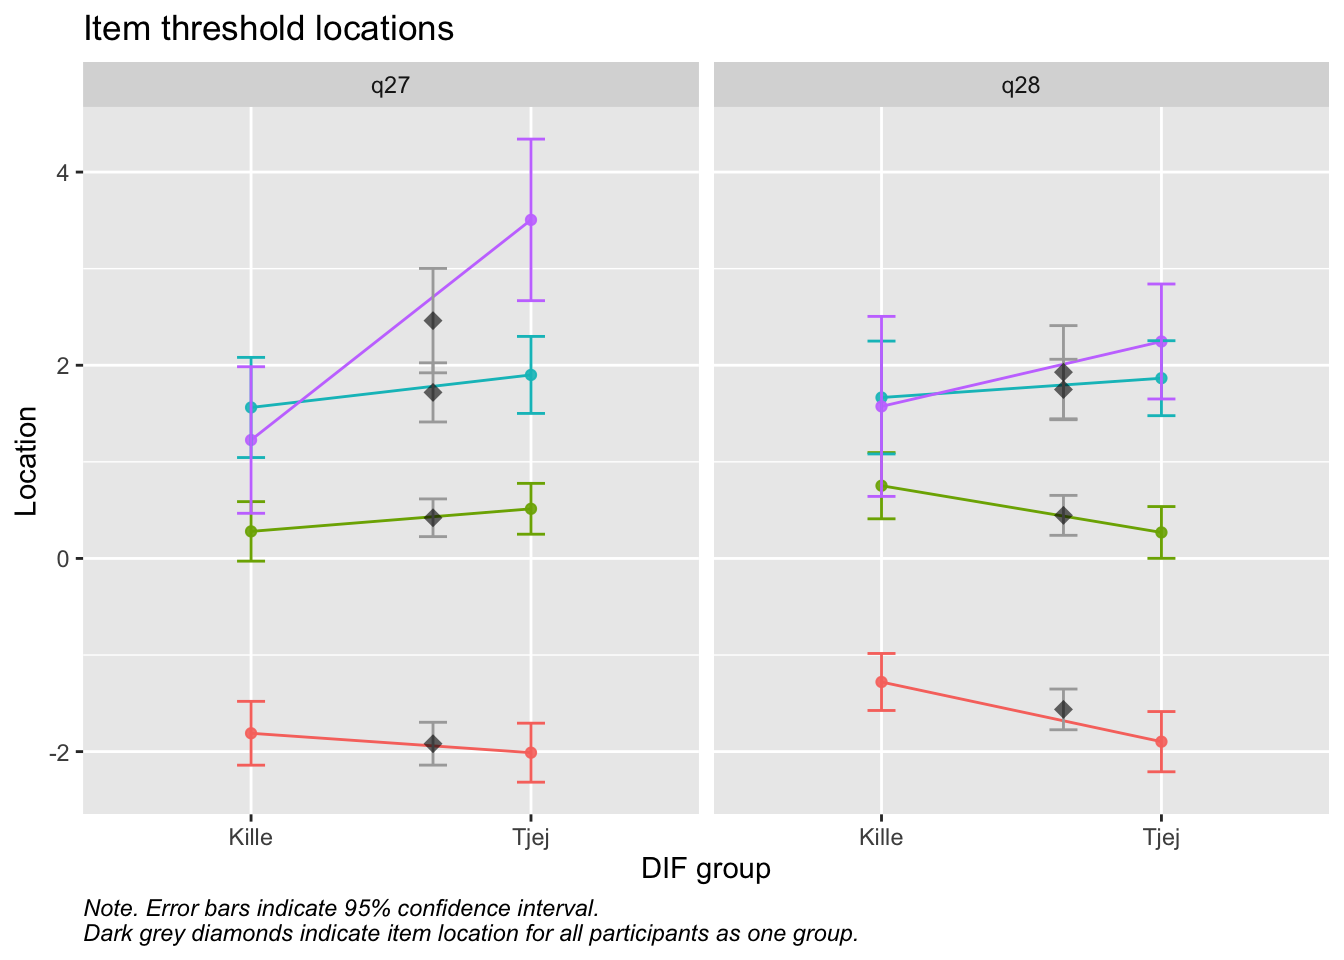 Item threshold locations
q27
q28
4
2
0
-2
Location
Kille
Tjej
Kille
Tjej
DIF group
Note. Error bars indicate 95% confidence interval.
Dark grey diamonds indicate item location for all participants as one group.